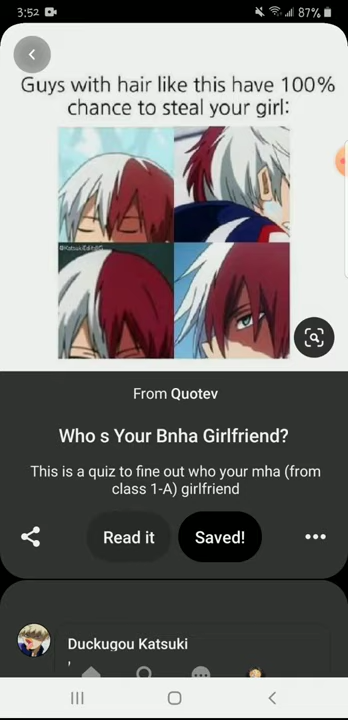 3:52
87%
Guys with hair like this have 100%
chance to steal your girl:
From Quotev
Who s Your Bnha Girlfriend?
This is a quiz to fine out who your mha (from
class 1-A) girlfriend
Read it
Saved!
Duckugou Katsuki
,